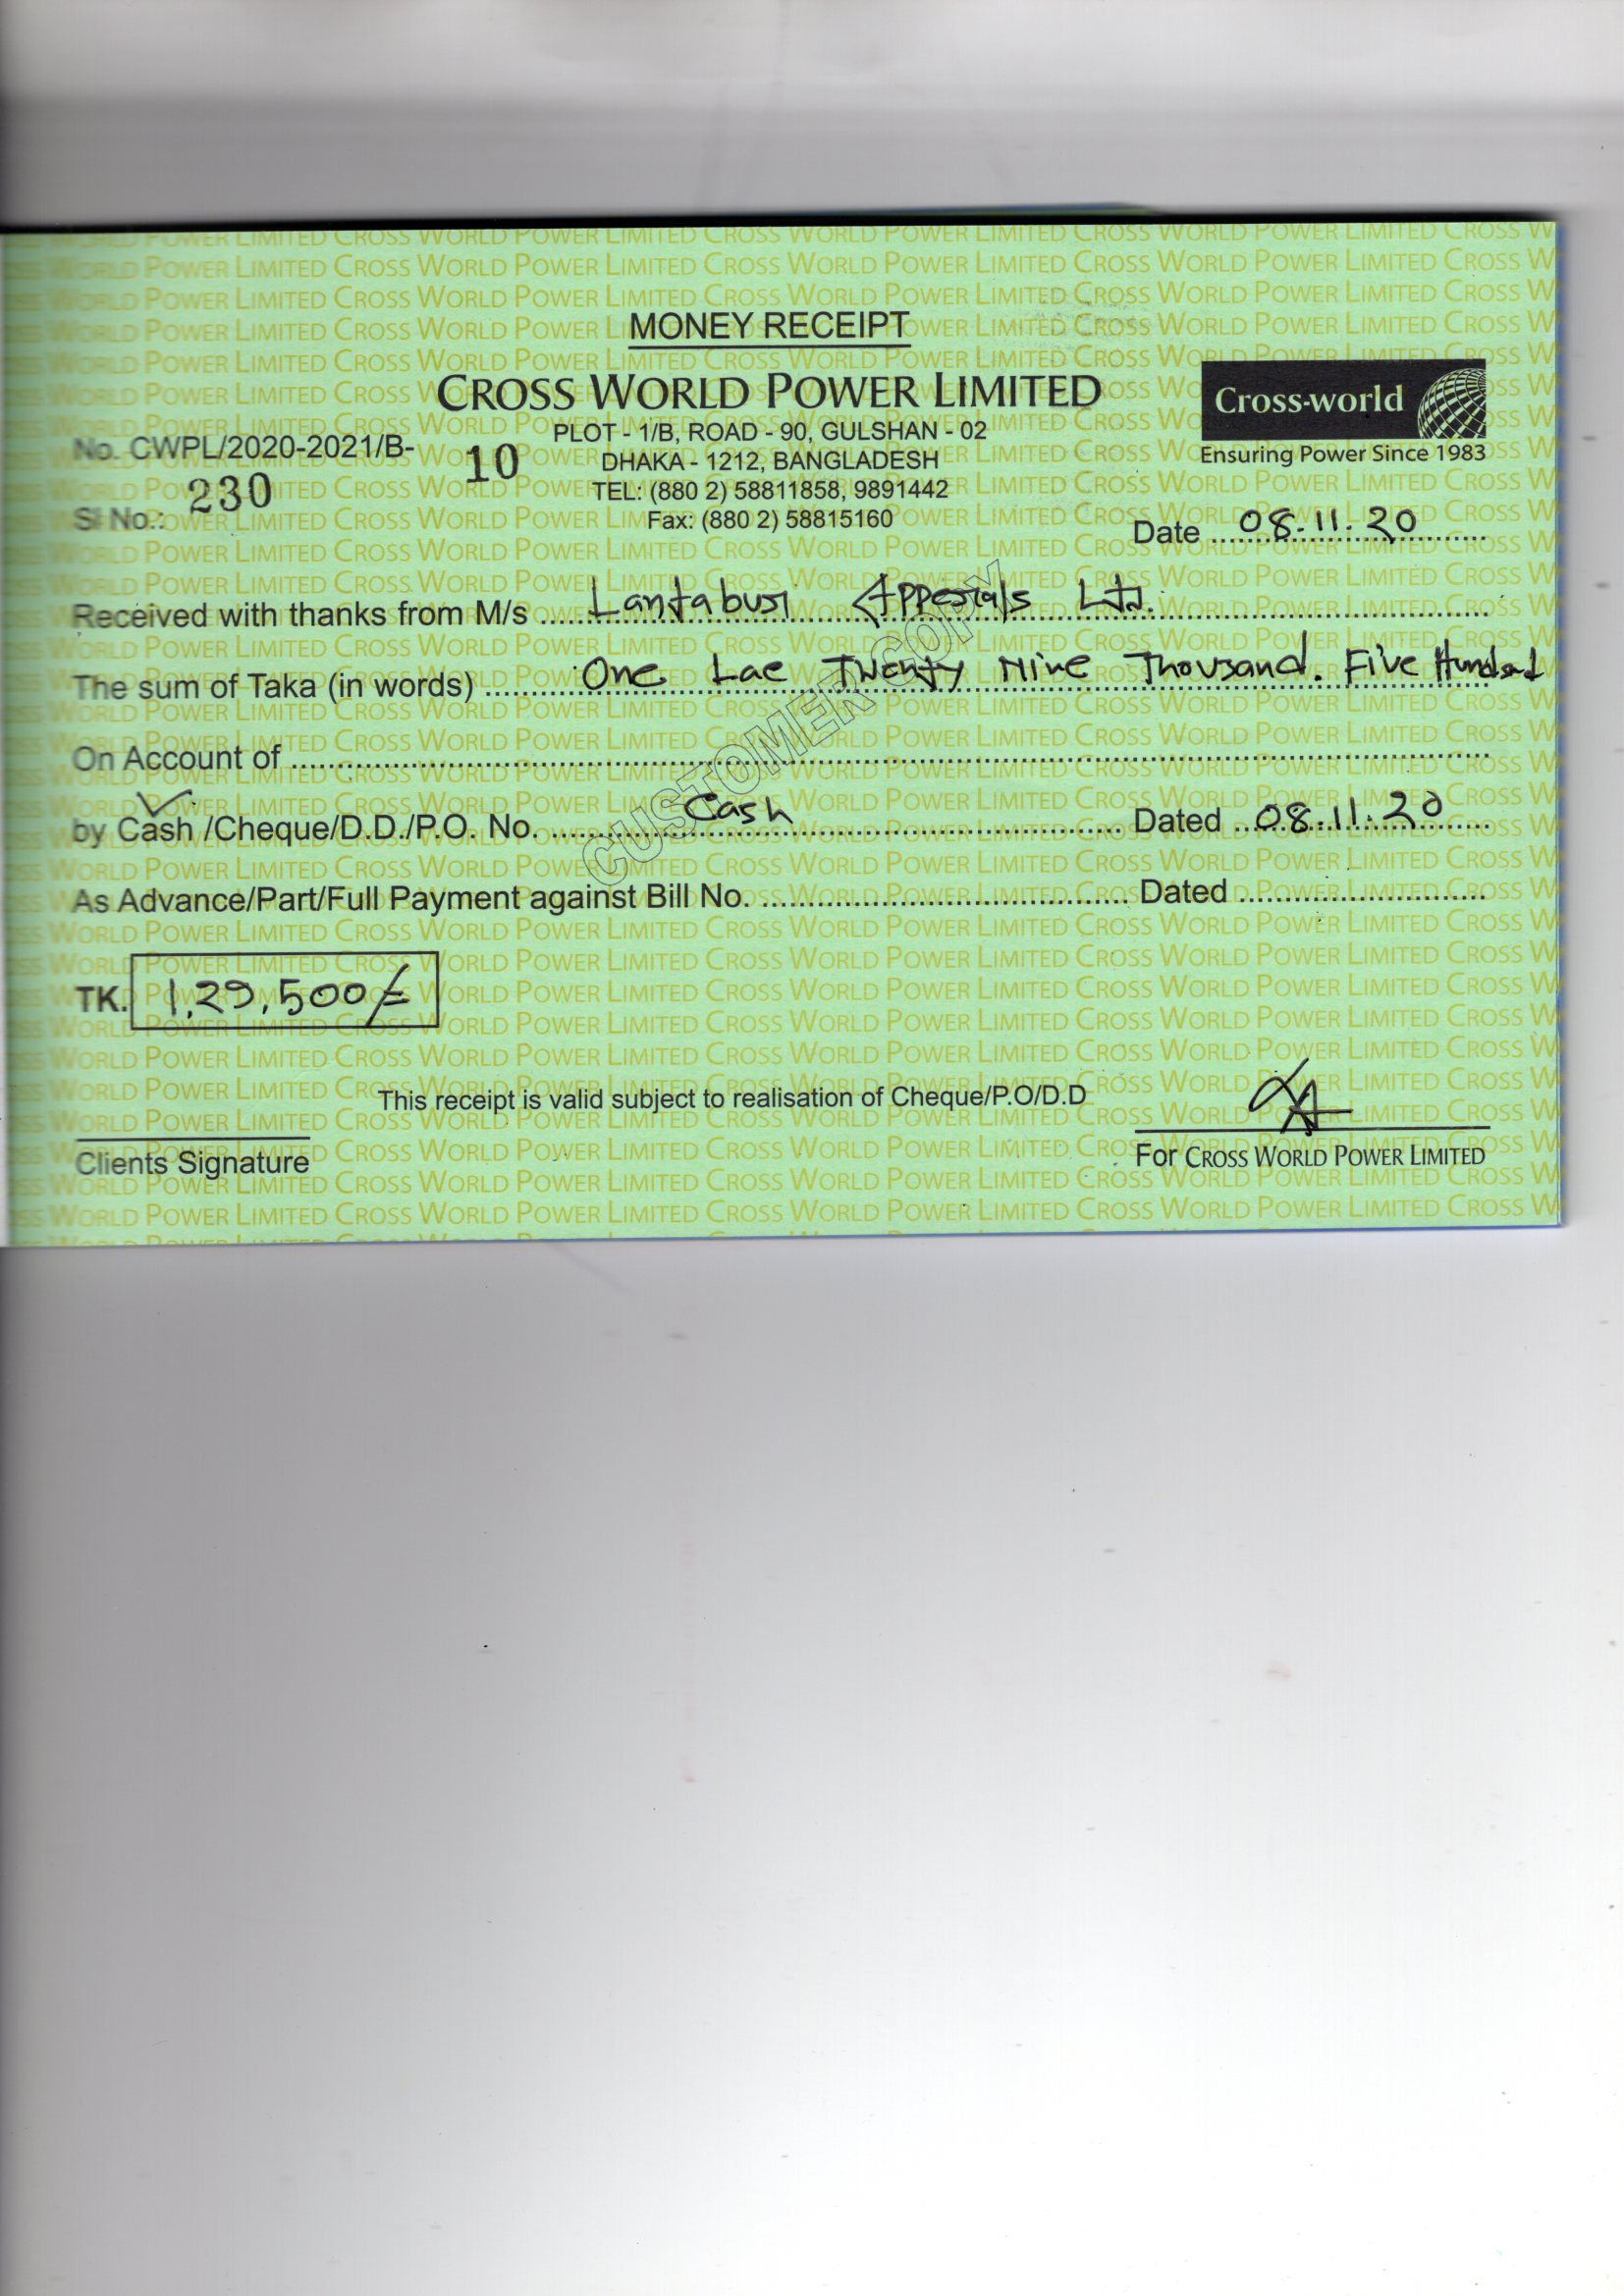 MONEY RECEIPT
CROSS WORLD POWER LIMITED
Cross-world
Ensuring Power Since 1983
PLOT - 1/B, ROAD - 90, GULSHAN - 02
DHAKA - 1212, BANGLADESH
TEL: (880 2) 58811858, 9891442
Fax: (880 2) 58815160
No. CWPL/2020-2021/B- 10
Sl No.: 230
Date 08.11.20
Received with thanks from M/s Lantabur Apperials Ltd.
The sum of Taka (in words) One Lac Twenty Nine Thousand. Five Hundred
On Account of
by Cash /Cheque/D.D./P.O. No. Cash Dated 08.11.20
As Advance/Part/Full Payment against Bill No. Dated
CUSTOMER COPY
TK. 1,29,500/=
This receipt is valid subject to realisation of Cheque/P.O/D.D
Clients Signature
For CROSS WORLD POWER LIMITED